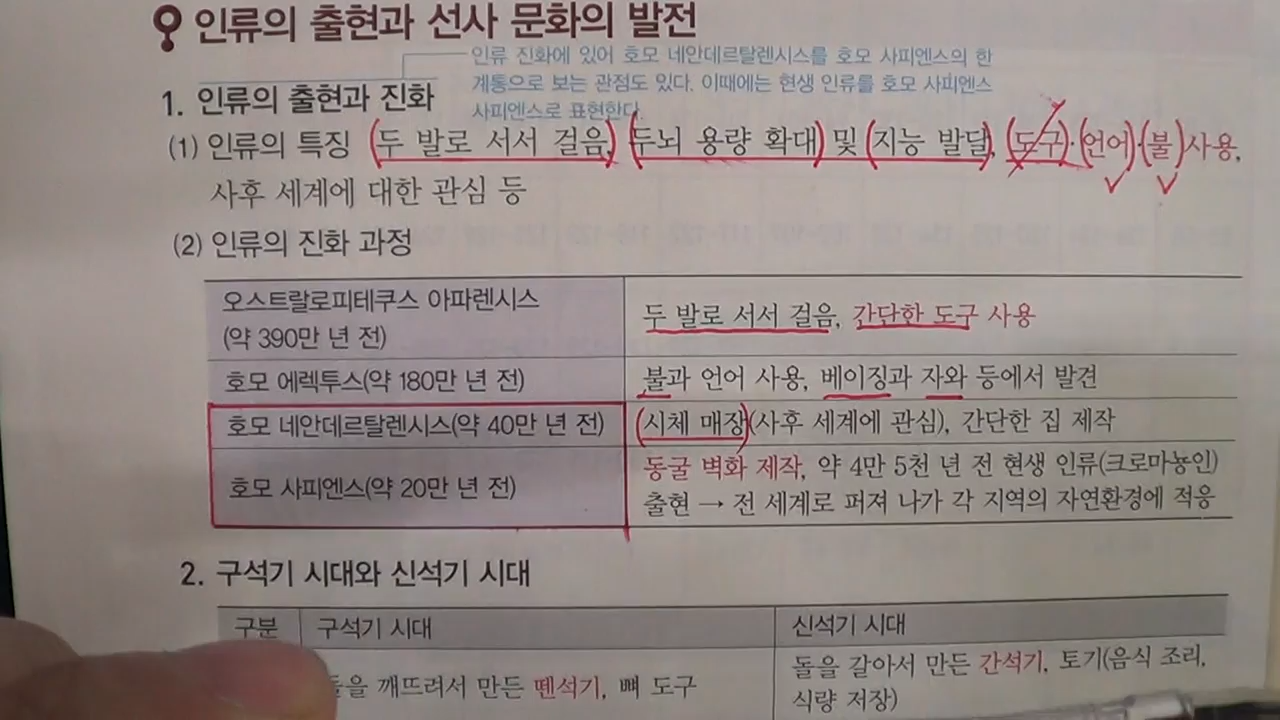 인류의 출현과 선사 문화의 발전
인류 진화에 있어 호모 네안데르탈렌시스를 호모 사피엔스의 한
계통으로 보는 관점도 있다. 이때에는 현생 인류를 호모 사피엔스
사피엔스로 표현한다.
1. 인류의 출현과 진화
(1) 인류의 특징 두 발로 서서 걸음, 두뇌 용량 확대 및 지능 발달, 도구·언어·불 사용,
사후 세계에 대한 관심 등
(2) 인류의 진화 과정
오스트랄로피테쿠스 아파렌시스
(약 390만 년 전)
두 발로 서서 걸음, 간단한 도구 사용
호모 에렉투스(약 180만 년 전)
불과 언어 사용, 베이징과 자와 등에서 발견
호모 네안데르탈렌시스(약 40만 년 전)
시체 매장(사후 세계에 관심), 간단한 집 제작
호모 사피엔스(약 20만 년 전)
동굴 벽화 제작, 약 4만 5천 년 전 현생 인류(크로마뇽인)
출현 → 전 세계로 퍼져 나가 각 지역의 자연환경에 적응
2. 구석기 시대와 신석기 시대
구분 구석기 시대 신석기 시대
깨뜨려서 만든 뗀석기, 뼈 도구
돌을 갈아서 만든 간석기, 토기(음식 조리,
식량 저장)